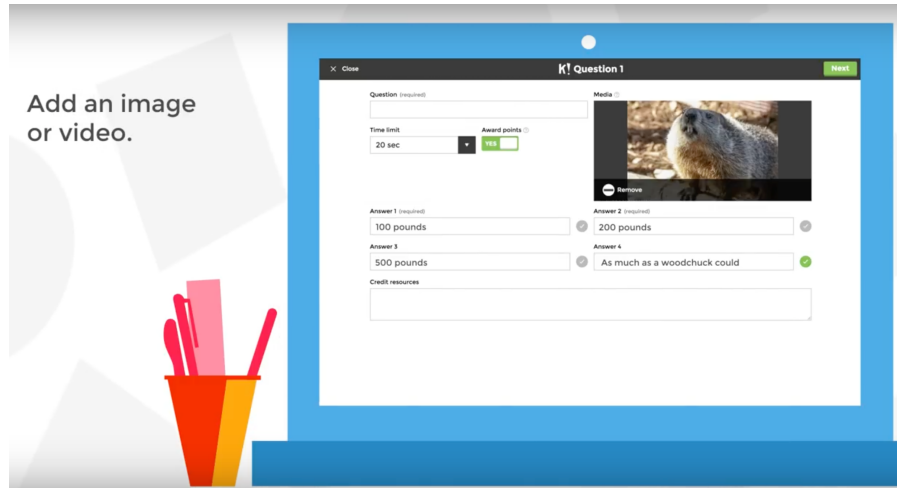 Add an image
or video.
Close
K! Question 1
Next
Question (required)
Media
Time limit
Award points
20 sec
YES
Remove
Answer 1 (required)
Answer 2 (required)
100 pounds
200 pounds
Answer 3
Answer 4
500 pounds
As much as a woodchuck could
Credit resources